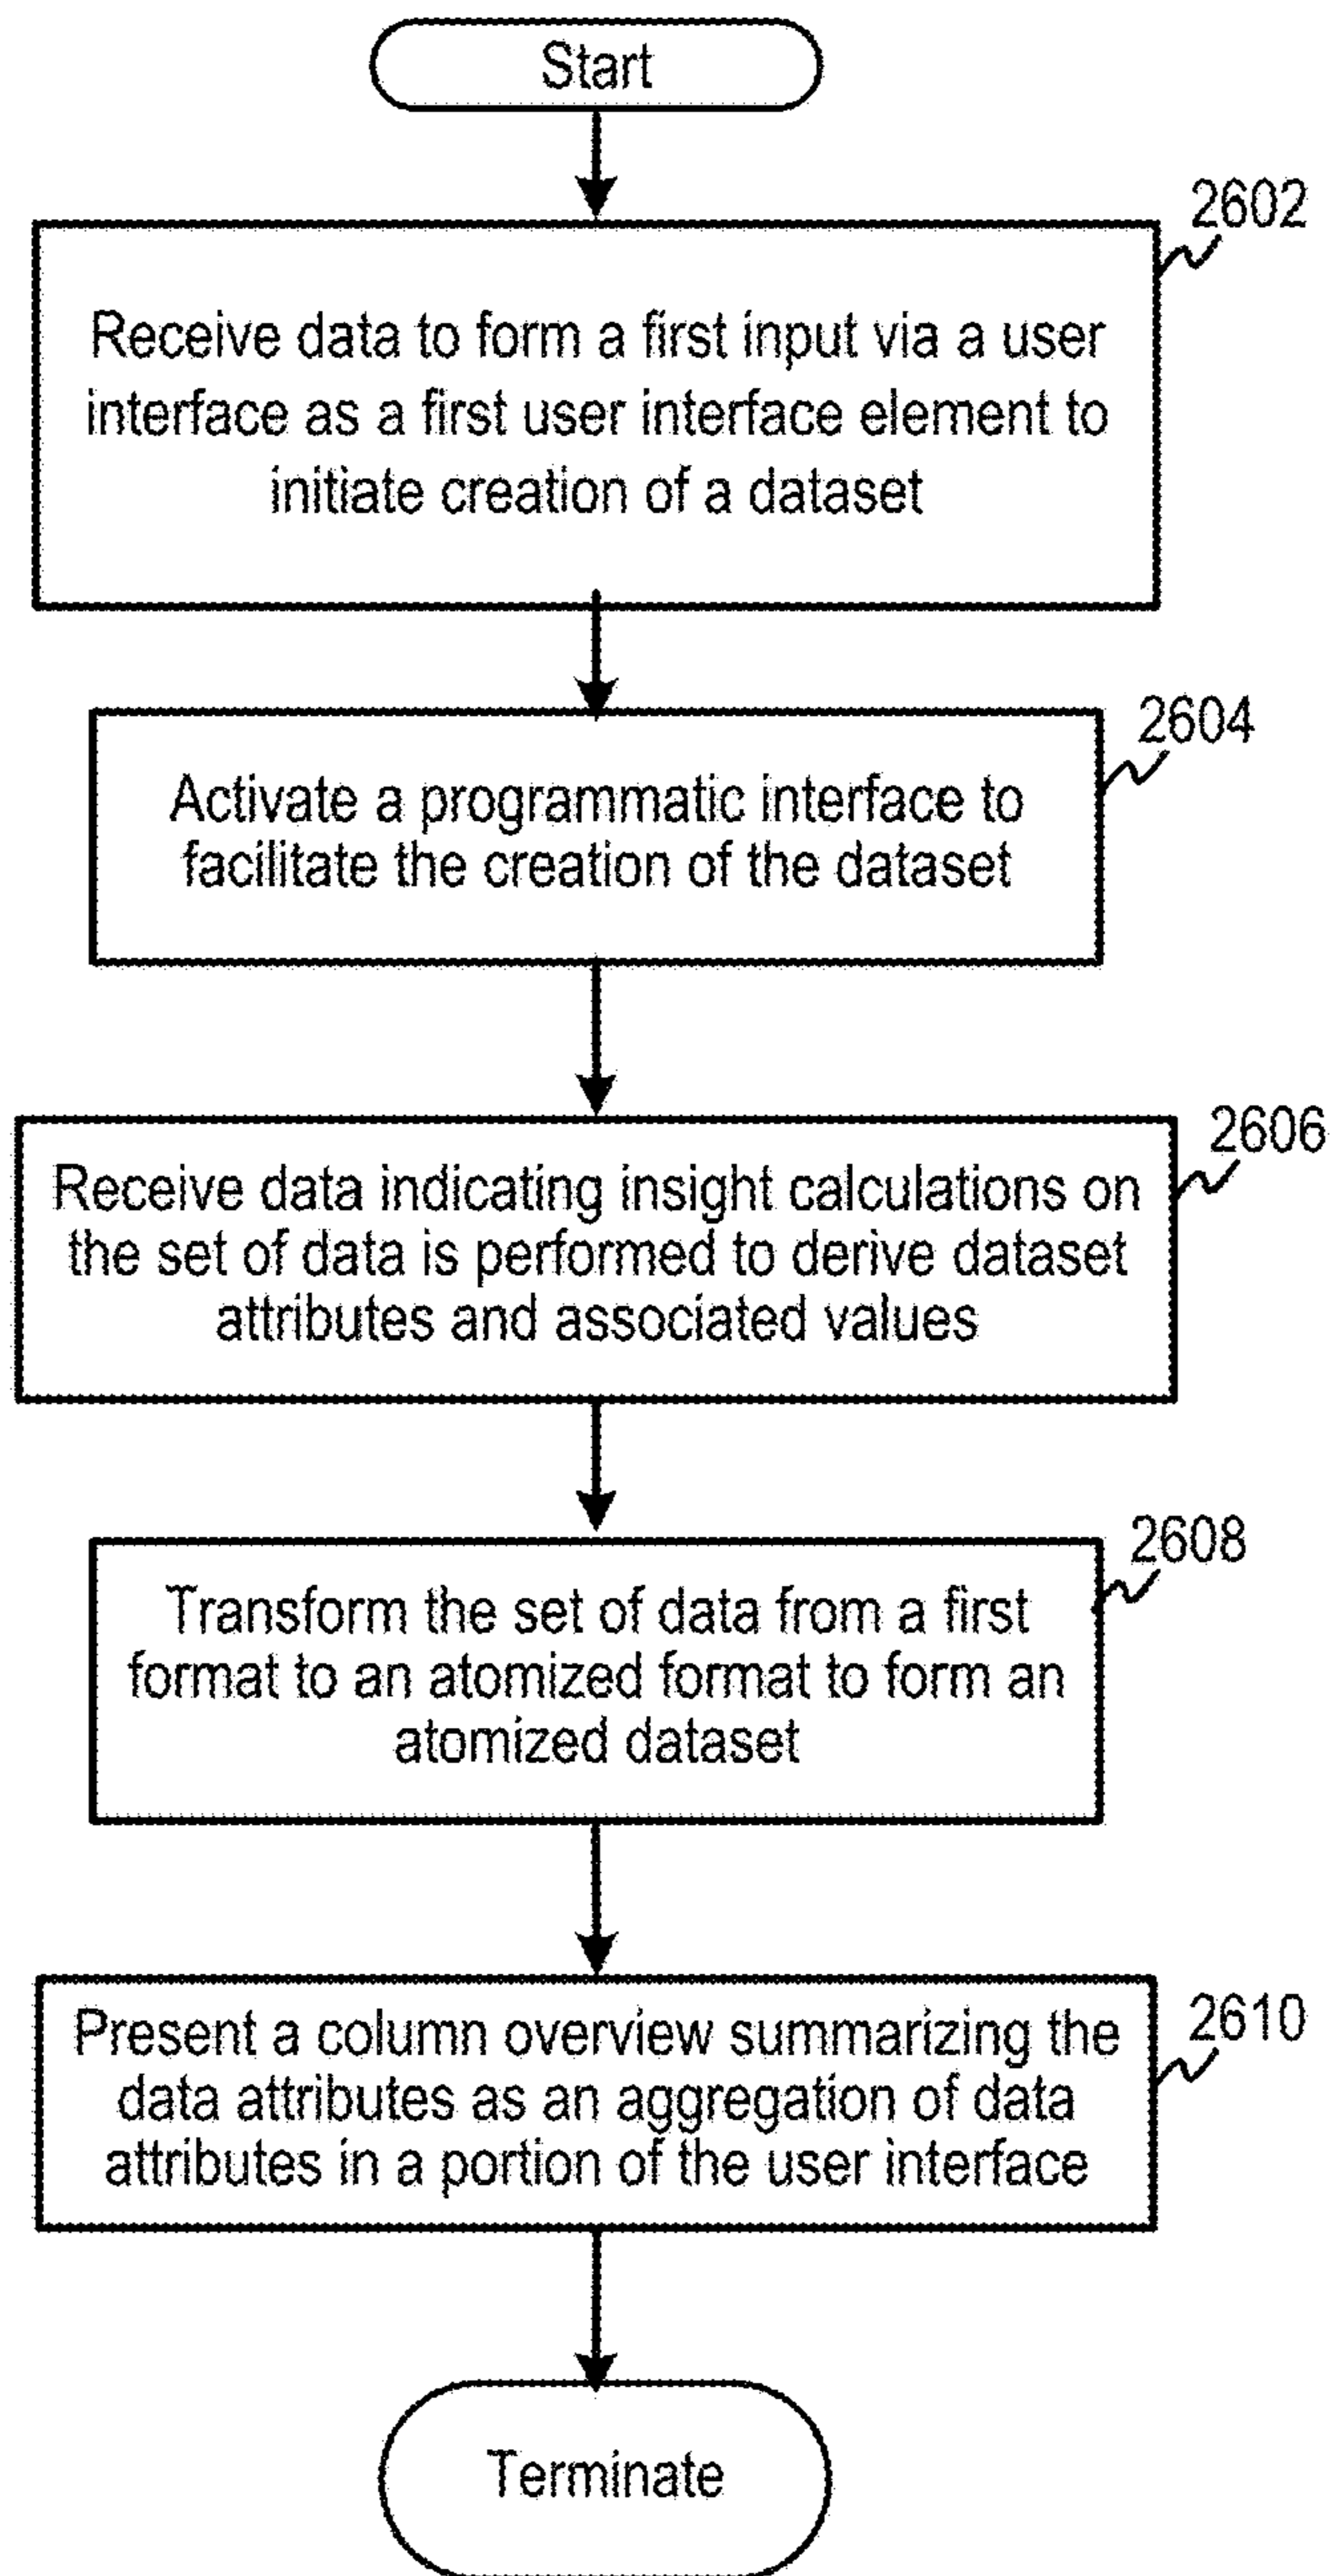 Start
2602
Receive data to form a first input via a user
interface as a first user interface element to
initiate creation of a dataset
2604
Activate a programmatic interface to
facilitate the creation of the dataset
2606
Receive data indicating insight calculations on
the set of data is performed to derive dataset
attributes and associated values
2608
Transform the set of data from a first
format to an atomized format to form an
atomized dataset
2610
Present a column overview summarizing the
data attributes as an aggregation of data
attributes in a portion of the user interface
Terminate